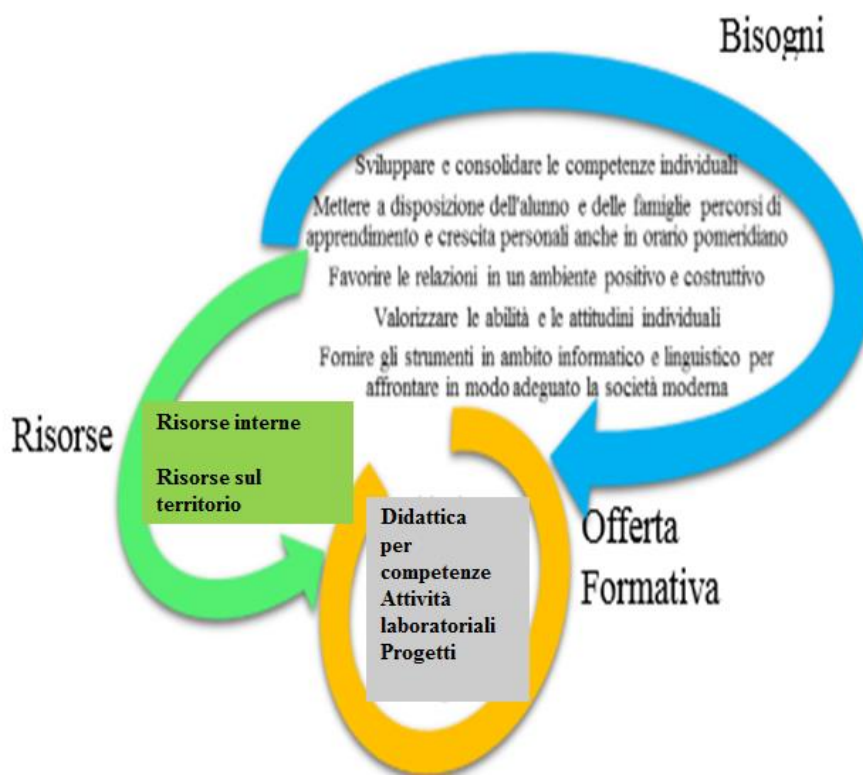 Bisogni
Sviluppare e consolidare le competenze individuali
Mettere a disposizione dell'alunno e delle famiglie percorsi di
apprendimento e crescita personali anche in orario pomeridiano
Favorire le relazioni in un ambiente positivo e costruttivo
Valorizzare le abilità e le attitudini individuali
Fornire gli strumenti in ambito informatico e linguistico per
affrontare in modo adeguato la società moderna
Risorse
Risorse interne
Risorse sul
territorio
Offerta
Formativa
Didattica
per
competenze
Attività
laboratoriali
Progetti